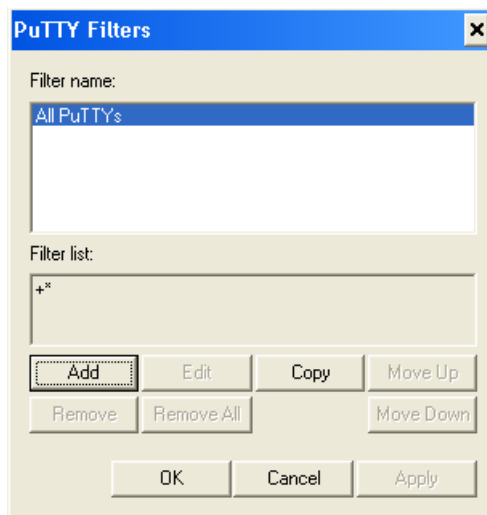 PuTTY Filters
Filter name:
All PuTTYs
Filter list:
+*
Add Edit Copy Move Up
Remove Remove All Move Down
OK Cancel Apply